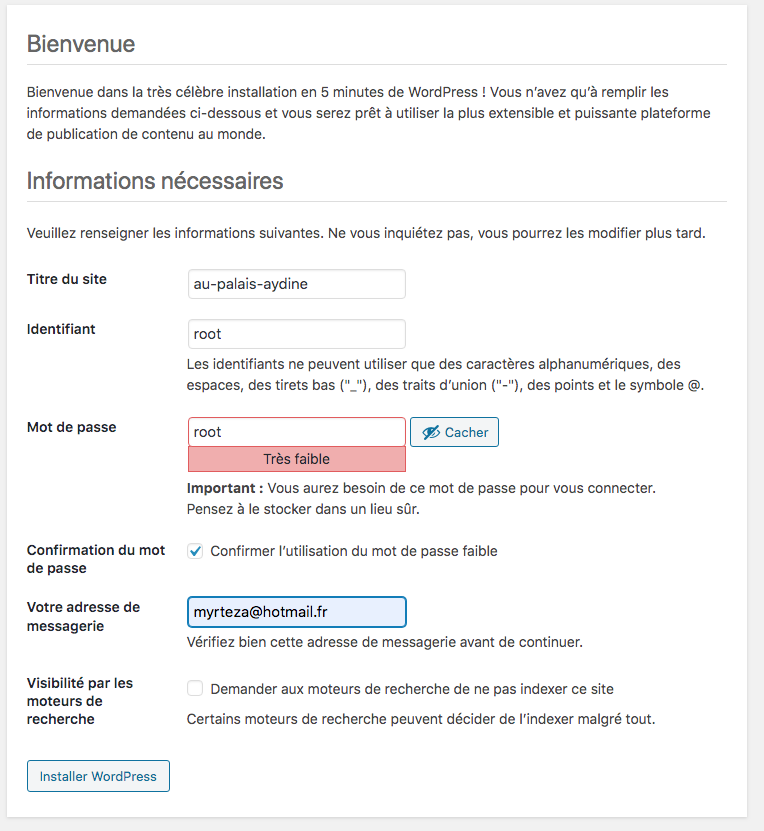 Bienvenue
Bienvenue dans la très célèbre installation en 5 minutes de WordPress ! Vous n’avez qu’à remplir les
informations demandées ci-dessous et vous serez prêt à utiliser la plus extensible et puissante plateforme
de publication de contenu au monde.
Informations nécessaires
Veuillez renseigner les informations suivantes. Ne vous inquiétez pas, vous pourrez les modifier plus tard.
Titre du site
au-palais-aydine
Identifiant
root
Les identifiants ne peuvent utiliser que des caractères alphanumériques, des
espaces, des tirets bas ("_"), des traits d’union ("-"), des points et le symbole @.
Mot de passe
root
Cacher
Très faible
Important : Vous aurez besoin de ce mot de passe pour vous connecter.
Pensez à le stocker dans un lieu sûr.
Confirmation du mot
de passe
Confirmer l’utilisation du mot de passe faible
Votre adresse de
messagerie
myrteza@hotmail.fr
Vérifiez bien cette adresse de messagerie avant de continuer.
Visibilité par les
moteurs de
recherche
Demander aux moteurs de recherche de ne pas indexer ce site
Certains moteurs de recherche peuvent décider de l’indexer malgré tout.
Installer WordPress